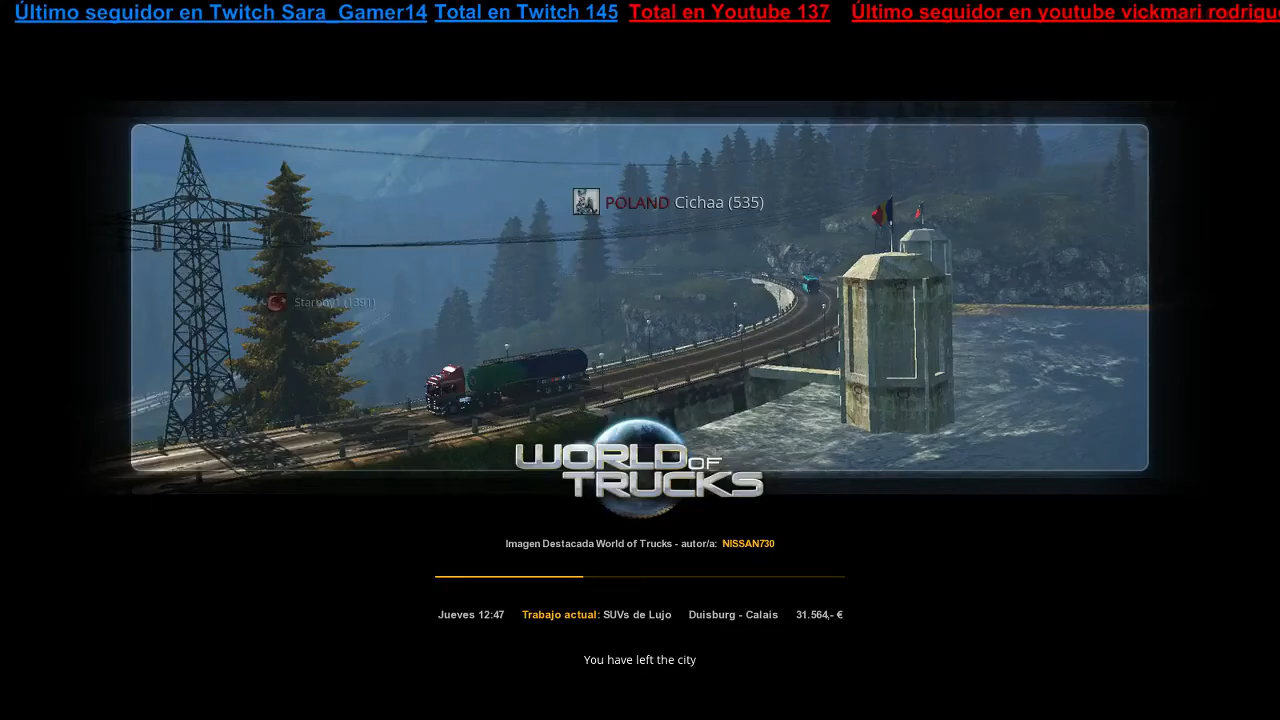 Último seguidor en Twitch Sara_Gamer14 Total en Twitch 145 Total en Youtube 137 Último seguidor en youtube vickmari
POLAND Cichaa (535)
Starboy1 (1391)
WORLD OF
TRUCKS
Imagen Destacada World of Trucks - autor/a: NISSAN730
Jueves 12:47 Trabajo actual: SUVs de Lujo Duisburg - Calais 31.564,- €
You have left the city